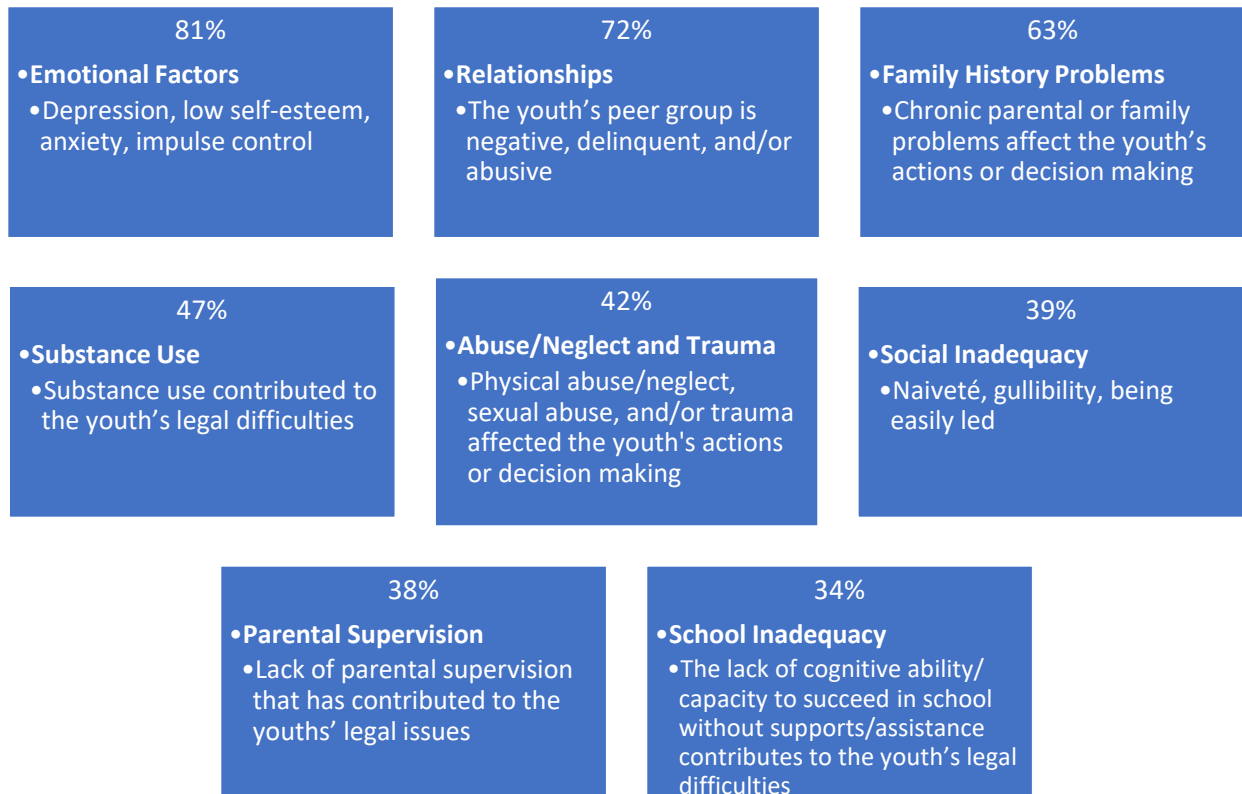 81%
•Emotional Factors
•Depression, low self-esteem,
anxiety, impulse control
72%
•Relationships
•The youth’s peer group is
negative, delinquent, and/or
abusive
63%
•Family History Problems
•Chronic parental or family
problems affect the youth’s
actions or decision making
47%
•Substance Use
•Substance use contributed to
the youth’s legal difficulties
42%
•Abuse/Neglect and Trauma
•Physical abuse/neglect,
sexual abuse, and/or trauma
affected the youth's actions
or decision making
39%
•Social Inadequacy
•Naiveté, gullibility, being
easily led
38%
•Parental Supervision
•Lack of parental supervision
that has contributed to the
youths’ legal issues
34%
•School Inadequacy
•The lack of cognitive ability/
capacity to succeed in school
without supports/assistance
contributes to the youth’s legal
difficulties